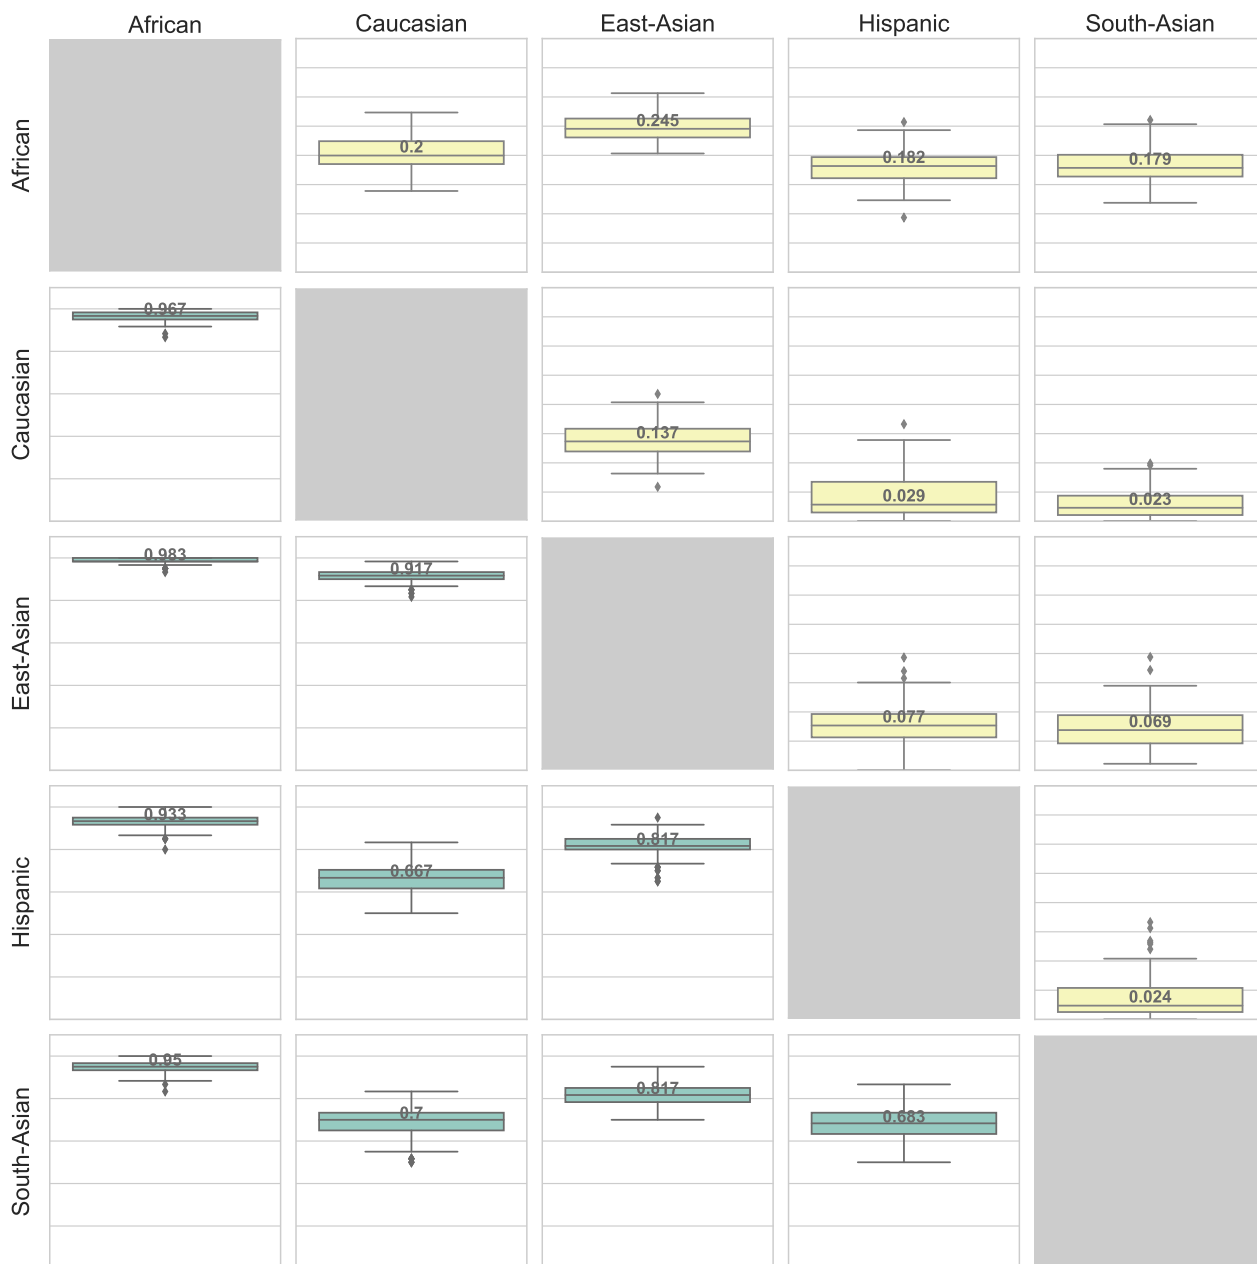 African Caucasian East-Asian Hispanic South-Asian
African 0.2 0.245 0.182 0.179
Caucasian 0.967 0.137 0.029 0.023
East-Asian 0.983 0.917 0.077 0.069
Hispanic 0.933 0.667 0.817 0.024
South-Asian 0.95 0.7 0.817 0.683